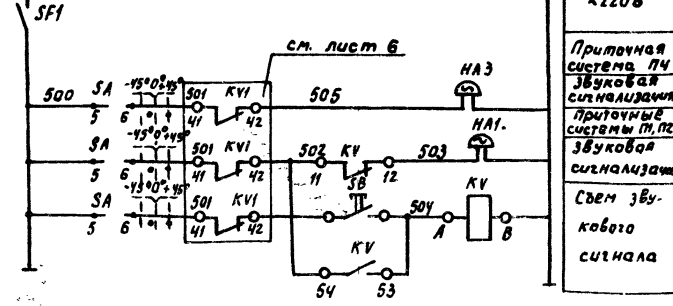 SF1
см. лист 6
500
SA
-45° 0° +45°
5
6
501
41
KV1
42
505
НА3
SA
-45° 0° +45°
5
6
501
41
KV1
42
502
11
KV
12
503
НА1.
SA
-45° 0° +45°
5
6
501
41
KV1
42
SB
504
A
KV
B
KV
54
53
~220В
Приточная
система П4
Звуковая
сигнализация
Приточные
системы П1, П2
Звуковая
сигнализация
Съем зву-
кового
сигнала